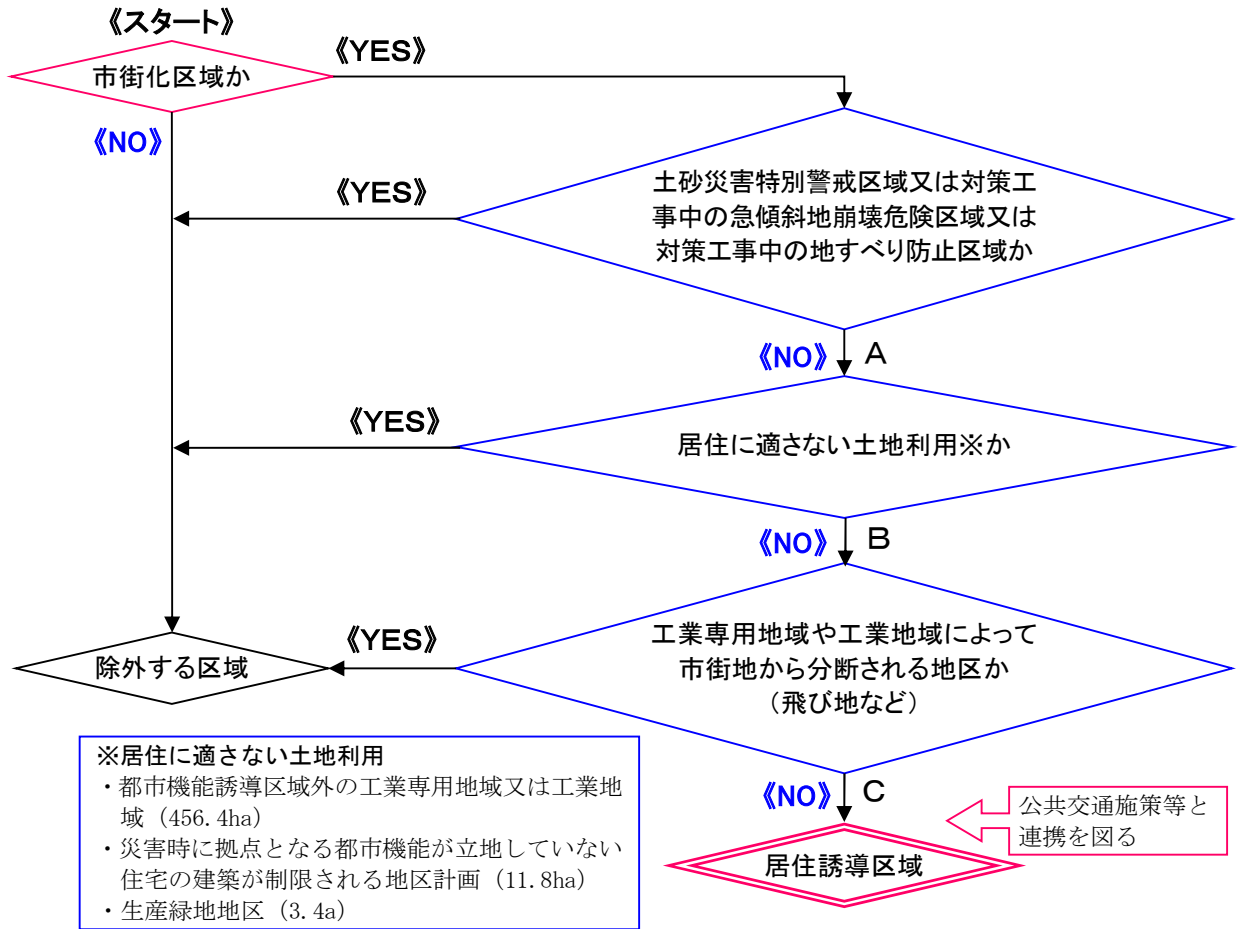 《スタート》
市街化区域か
《YES》
《NO》
土砂災害特別警戒区域又は対策工
事中の急傾斜地崩壊危険区域又は
対策工事中の地すべり防止区域か
《YES》
《NO》
A
居住に適さない土地利用※か
《YES》
《NO》
B
工業専用地域や工業地域によって
市街地から分断される地区か
(飛び地など)
《YES》
除外する区域
《NO》
C
居住誘導区域
公共交通施策等と
連携を図る
※居住に適さない土地利用
・都市機能誘導区域外の工業専用地域又は工業地
域 (456.4ha)
・災害時に拠点となる都市機能が立地していない
住宅の建築が制限される地区計画 (11.8ha)
・生産緑地地区 (3.4a)